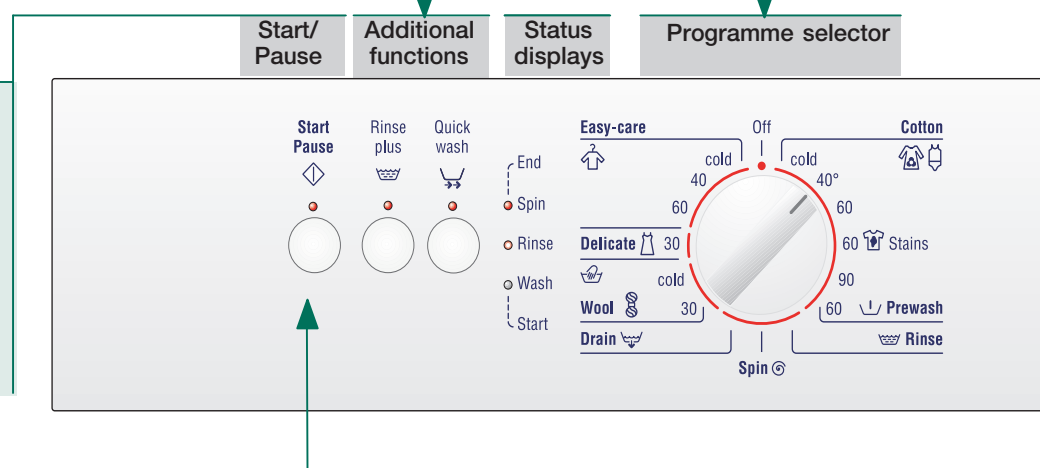 Start/
Pause
Additional
functions
Status
displays
Programme selector
Start
Pause
Rinse
plus
Quick
wash
End
Spin
Rinse
Wash
Start
Easy-care
Off
Cotton
cold
cold
40
40°
60
60
Delicate
30
60
Stains
cold
90
Wool
30
60
Prewash
Drain
Rinse
Spin